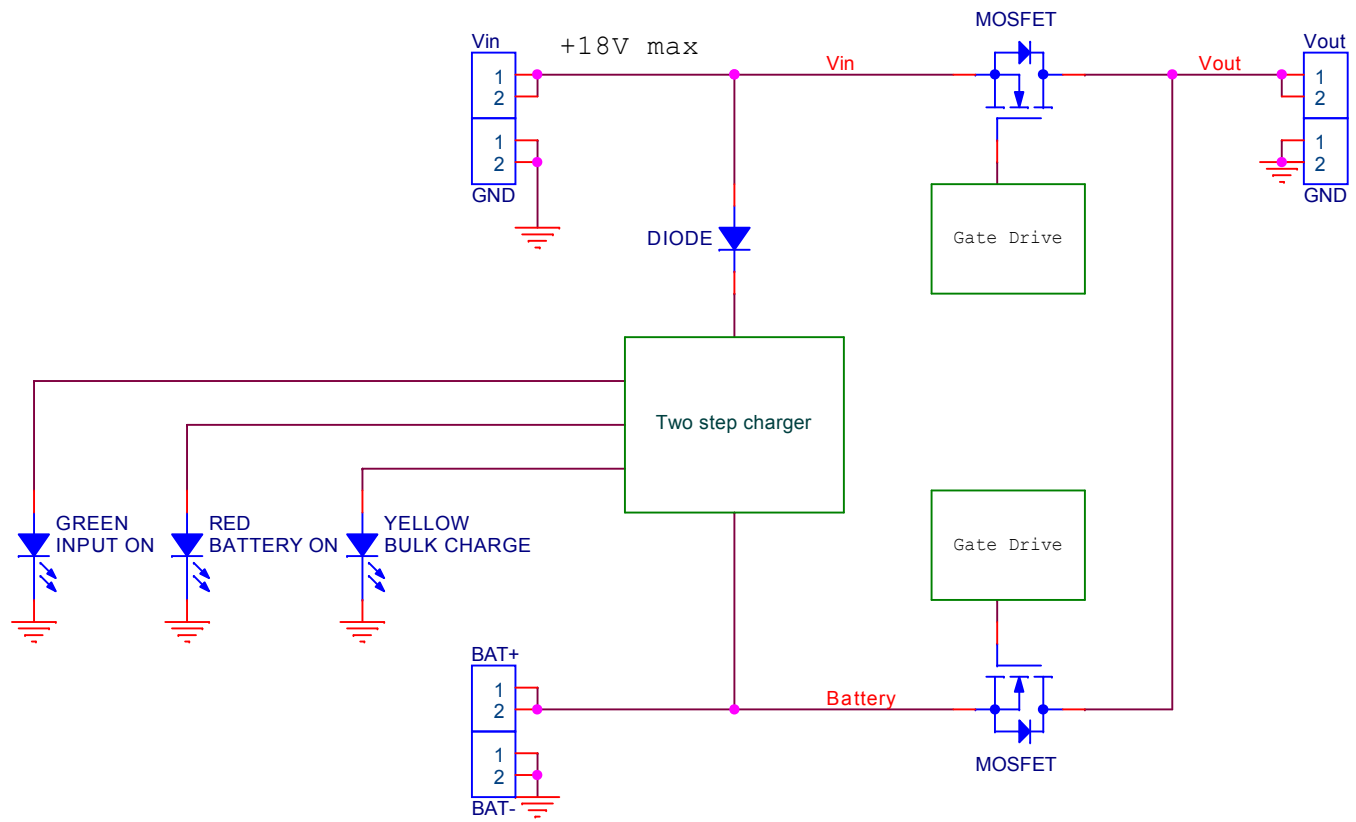 MOSFET
Vin
+18V max
Vin
Vout
Vout
1
2
1
2
GND
1
2
1
2
GND
DIODE
Gate Drive
Two step charger
GREEN
INPUT ON
RED
BATTERY ON
YELLOW
BULK CHARGE
Gate Drive
BAT+
1
2
1
2
BAT-
Battery
MOSFET